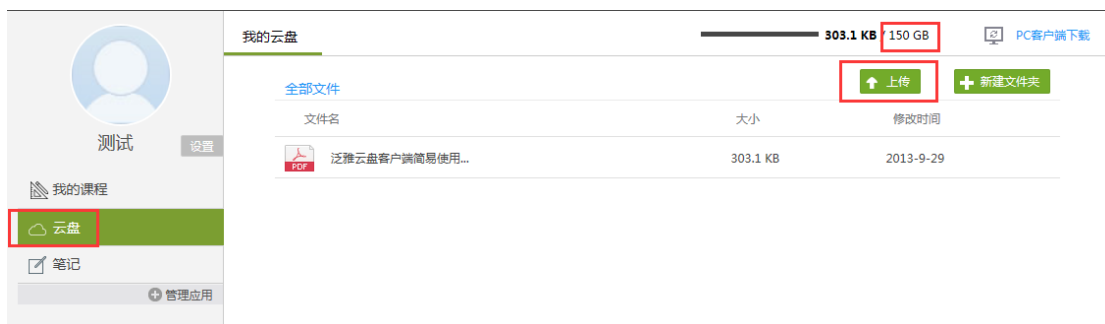 我的云盘
303.1 KB / 150 GB
PC客户端下载
全部文件
上传
新建文件夹
文件名
大小
修改时间
PDF
泛雅云盘客户端简易使用...
303.1 KB
2013-9-29
测试
设置
我的课程
云盘
笔记
管理应用